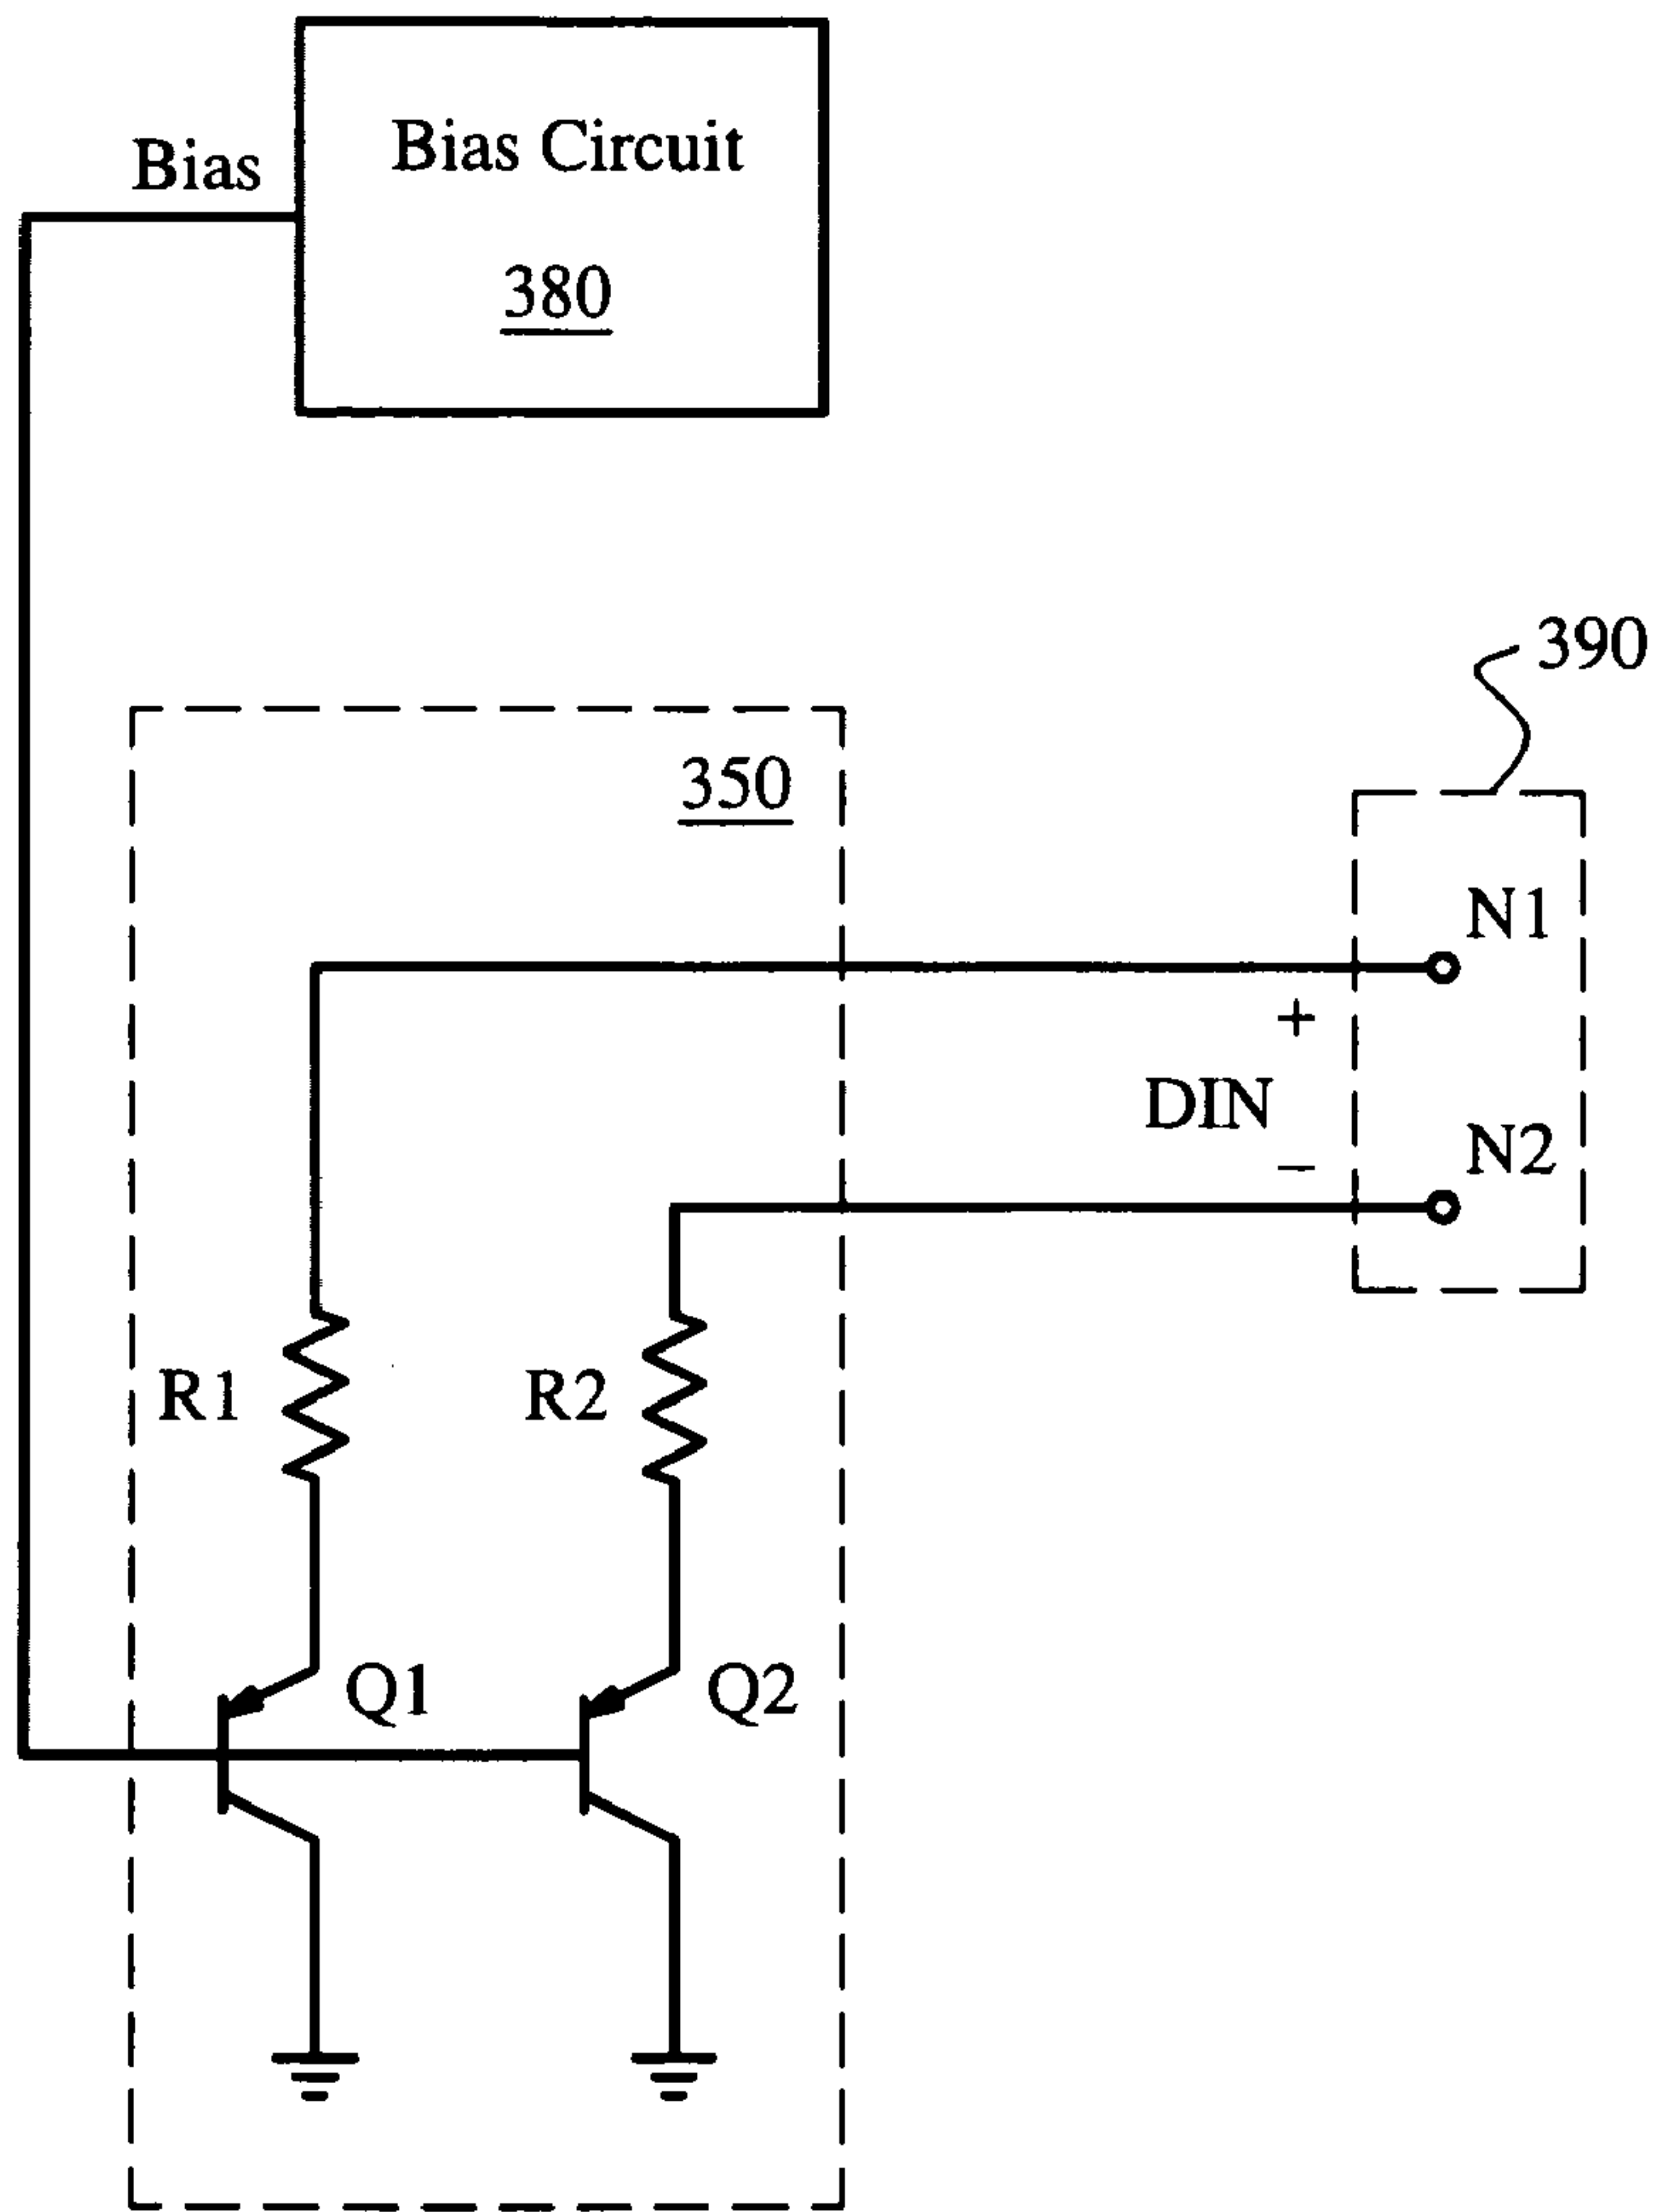 Bias
Bias Circuit
380
390
350
N1
+
DIN
N2
−
R1
R2
Q1
Q2